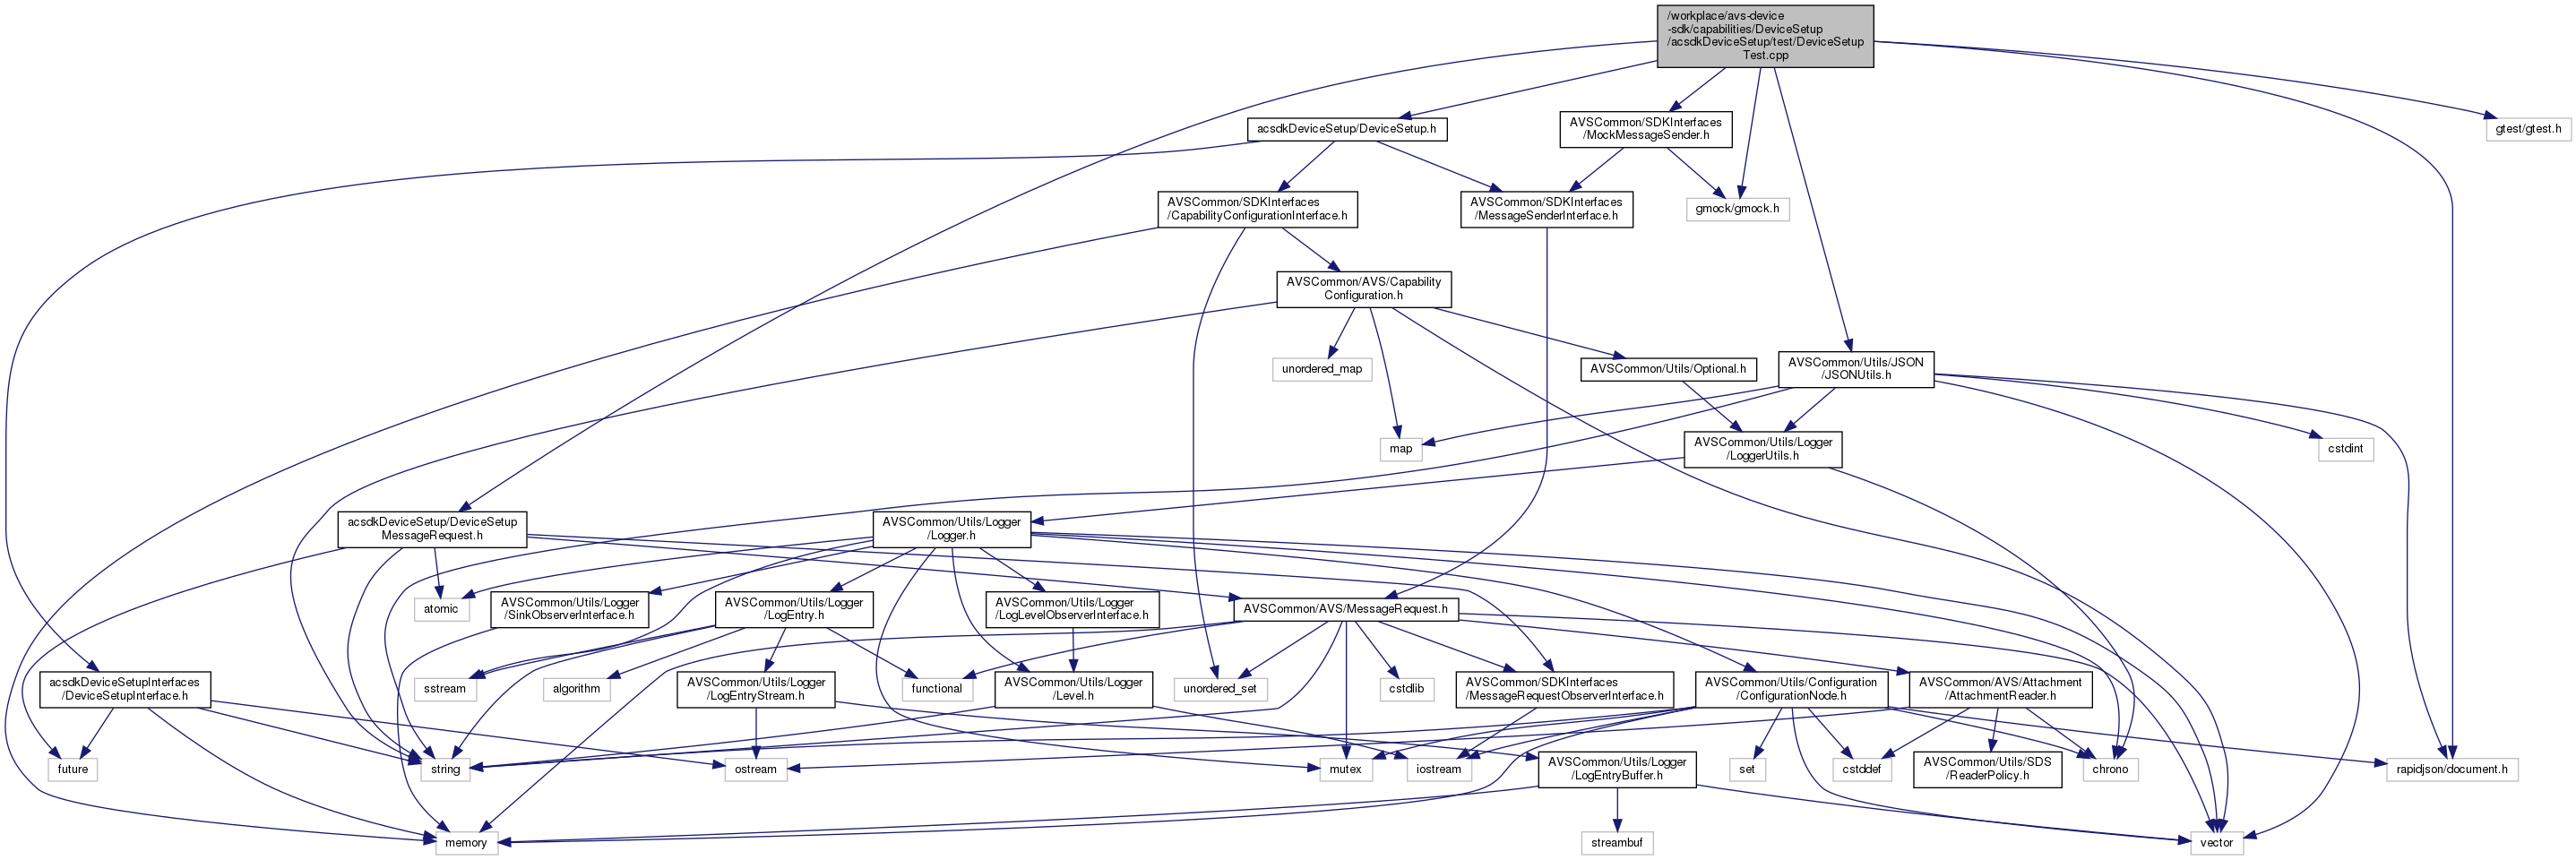 /workplace/avs-device
-sdk/capabilities/DeviceSetup
/acsdkDeviceSetup/test/DeviceSetup
Test.cpp
acsdkDeviceSetup/DeviceSetup.h
AVSCommon/SDKInterfaces
/MockMessageSender.h
gtest/gtest.h
AVSCommon/SDKInterfaces
/CapabilityConfigurationInterface.h
AVSCommon/SDKInterfaces
/MessageSenderInterface.h
gmock/gmock.h
AVSCommon/AVS/Capability
Configuration.h
unordered_map
AVSCommon/Utils/Optional.h
AVSCommon/Utils/JSON
/JSONUtils.h
map
AVSCommon/Utils/Logger
/LoggerUtils.h
cstdint
acsdkDeviceSetup/DeviceSetup
MessageRequest.h
AVSCommon/Utils/Logger
/Logger.h
atomic
AVSCommon/Utils/Logger
/SinkObserverInterface.h
AVSCommon/Utils/Logger
/LogEntry.h
AVSCommon/Utils/Logger
/LogLevelObserverInterface.h
AVSCommon/AVS/MessageRequest.h
acsdkDeviceSetupInterfaces
/DeviceSetupInterface.h
sstream
algorithm
AVSCommon/Utils/Logger
/LogEntryStream.h
functional
AVSCommon/Utils/Logger
/Level.h
unordered_set
cstdlib
AVSCommon/SDKInterfaces
/MessageRequestObserverInterface.h
AVSCommon/Utils/Configuration
/ConfigurationNode.h
AVSCommon/AVS/Attachment
/AttachmentReader.h
future
string
ostream
mutex
iostream
AVSCommon/Utils/Logger
/LogEntryBuffer.h
set
cstddef
AVSCommon/Utils/SDS
/ReaderPolicy.h
chrono
rapidjson/document.h
memory
streambuf
vector